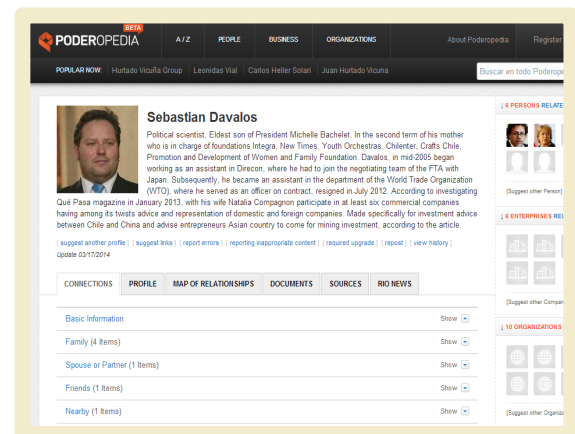 BETA
PODEROPEDIA
A / Z PEOPLE BUSINESS ORGANIZATIONS About Poderopedia Register
POPULAR NOW: Hurtado Vicuña Group Leonidas Vial Carlos Heller Solari Juan Hurtado Vicuna Buscar en todo Poderope
Sebastian Davalos
Political scientist. Eldest son of President Michelle Bachelet. In the second term of his mother
who is in charge of foundations Integra, New Times, Youth Orchestras, Chilenter, Crafts Chile,
Promotion and Development of Women and Family Foundation. Davalos, in mid-2005 began
working as an assistant in Direcon, where he had to join the negotiating team of the FTA with
Japan. Subsequently, he became an assistant in the department of the World Trade Organization
(WTO), where he served as an officer on contract, resigned in July 2012. According to investigating
Qué Pasa magazine in January 2013, with his wife Natalia Compagnon participate in at least six commercial companies
having among its twists advice and representation of domestic and foreign companies. Made specifically for investment advice
between Chile and China and advise entrepreneurs Asian country to come for mining investment, according to the article.
[ suggest another profile ] [ suggest links ] [ report errors ] [ reporting inappropriate content ] [ required upgrade ] [ repost ] [ view history ]
Update 03/17/2014
CONNECTIONS PROFILE MAP OF RELATIONSHIPS DOCUMENTS SOURCES RIO NEWS
Basic Information Show
Family (4 Items) Show
Spouse or Partner (1 Items) Show
Friends (1 Items) Show
Nearby (1 Items) Show
↓ 6 PERSONS RELATE
[Suggest other Person]
↓ 6 ENTERPRISES REL
[Suggest other Compan
↓ 10 ORGANIZATIONS
[Suggest other Organiza